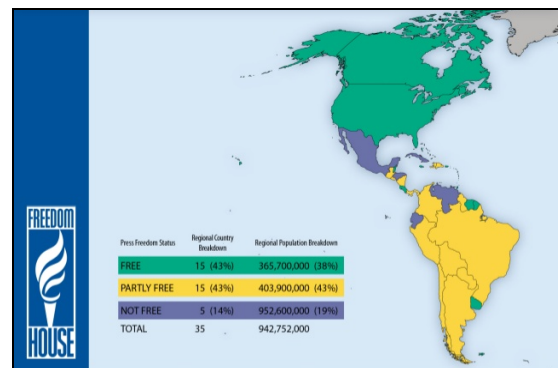 FREEDOM
HOUSE
Press Freedom Status
Regional Country
Breakdown
Regional Population Breakdown
FREE 15 (43%) 365,700,000 (38%)
PARTLY FREE 15 (43%) 403,900,000 (43%)
NOT FREE 5 (14%) 952,600,000 (19%)
TOTAL 35 942,752,000